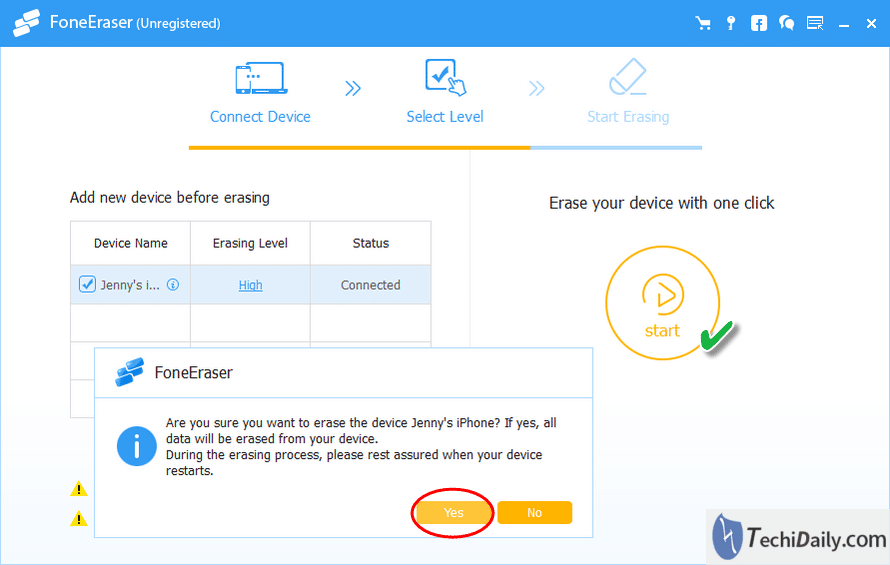 FoneEraser (Unregistered)
Connect Device
Select Level
Start Erasing
Add new device before erasing
Erase your device with one click
Device Name
Erasing Level
Status
Jenny's i...
High
Connected
start
FoneEraser
Are you sure you want to erase the device Jenny's iPhone? If yes, all
data will be erased from your device.
During the erasing process, please rest assured when your device
restarts.
Yes
No
TechiDaily.com